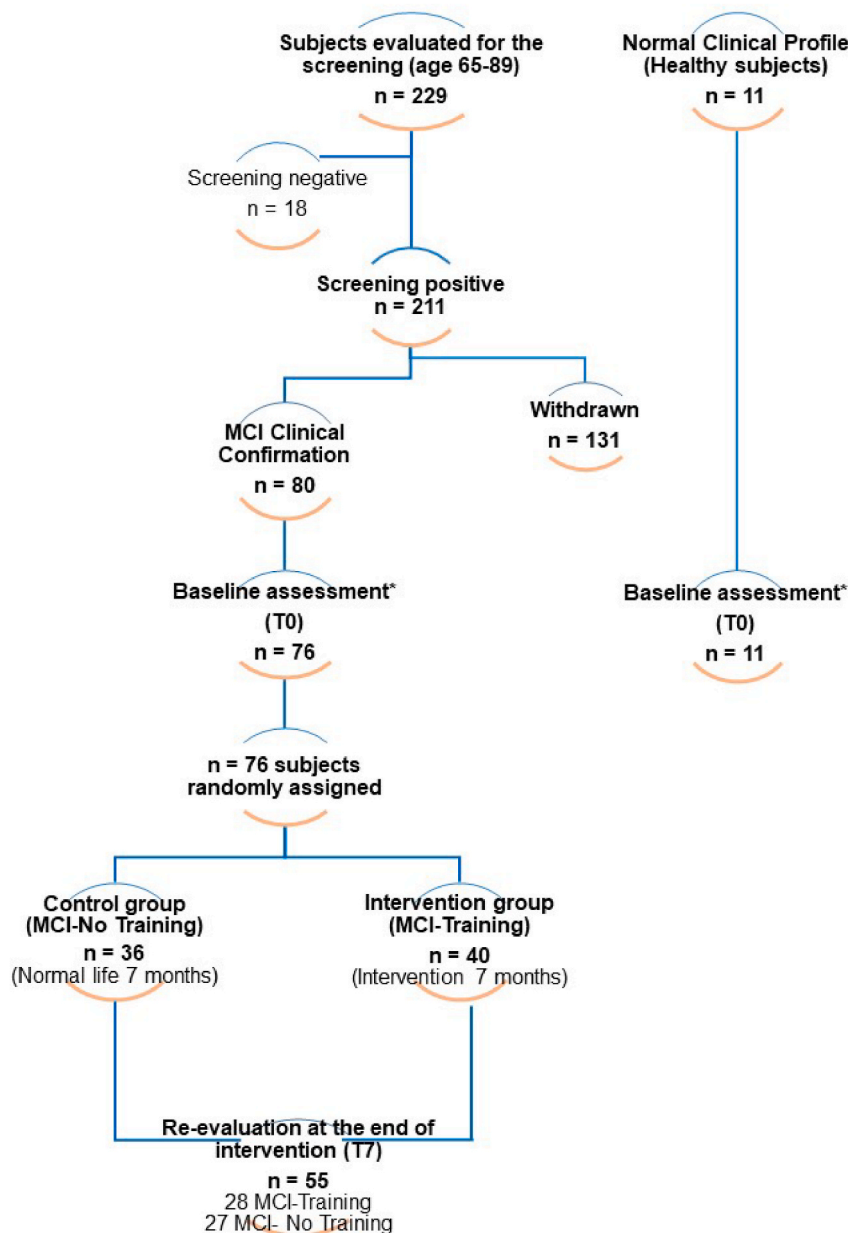 Subjects evaluated for the
screening (age 65-89)
n = 229
Normal Clinical Profile
(Healthy subjects)
n = 11
Screening negative
n = 18
Screening positive
n = 211
MCI Clinical
Confirmation
n = 80
Withdrawn
n = 131
Baseline assessment*
(T0)
n = 76
Baseline assessment*
(T0)
n = 11
n = 76 subjects
randomly assigned
Control group
(MCI-No Training)
n = 36
(Normal life 7 months)
Intervention group
(MCI-Training)
n = 40
(Intervention 7 months)
Re-evaluation at the end of
intervention (T7)
n = 55
28 MCI-Training
27 MCI- No Training